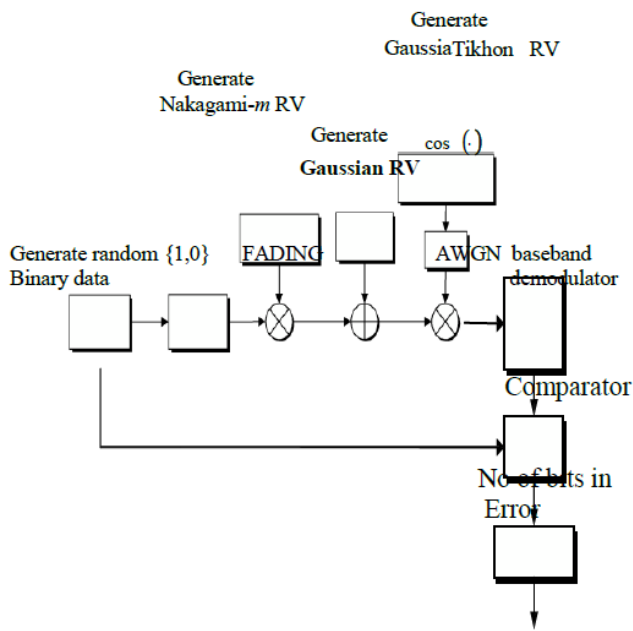 Generate
GaussiaTikhon RV
Generate
Nakagami-m RV
Generate
cos (.)
Gaussian RV
Generate random {1,0}
FADING
AWGN baseband
Binary data
demodulator
Comparator
No of bits in
Error